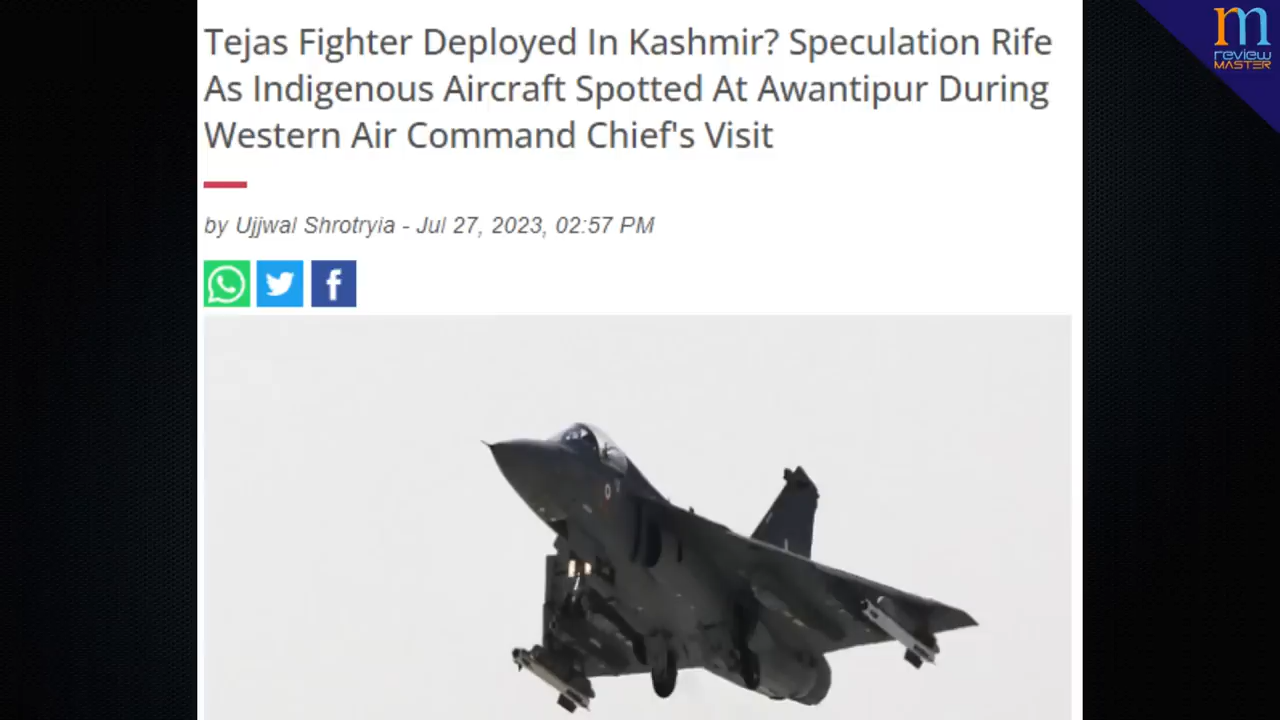 Tejas Fighter Deployed In Kashmir? Speculation Rife
As Indigenous Aircraft Spotted At Awantipur During
Western Air Command Chief's Visit
by Ujjwal Shrotryia - Jul 27, 2023, 02:57 PM
m
review
MASTER